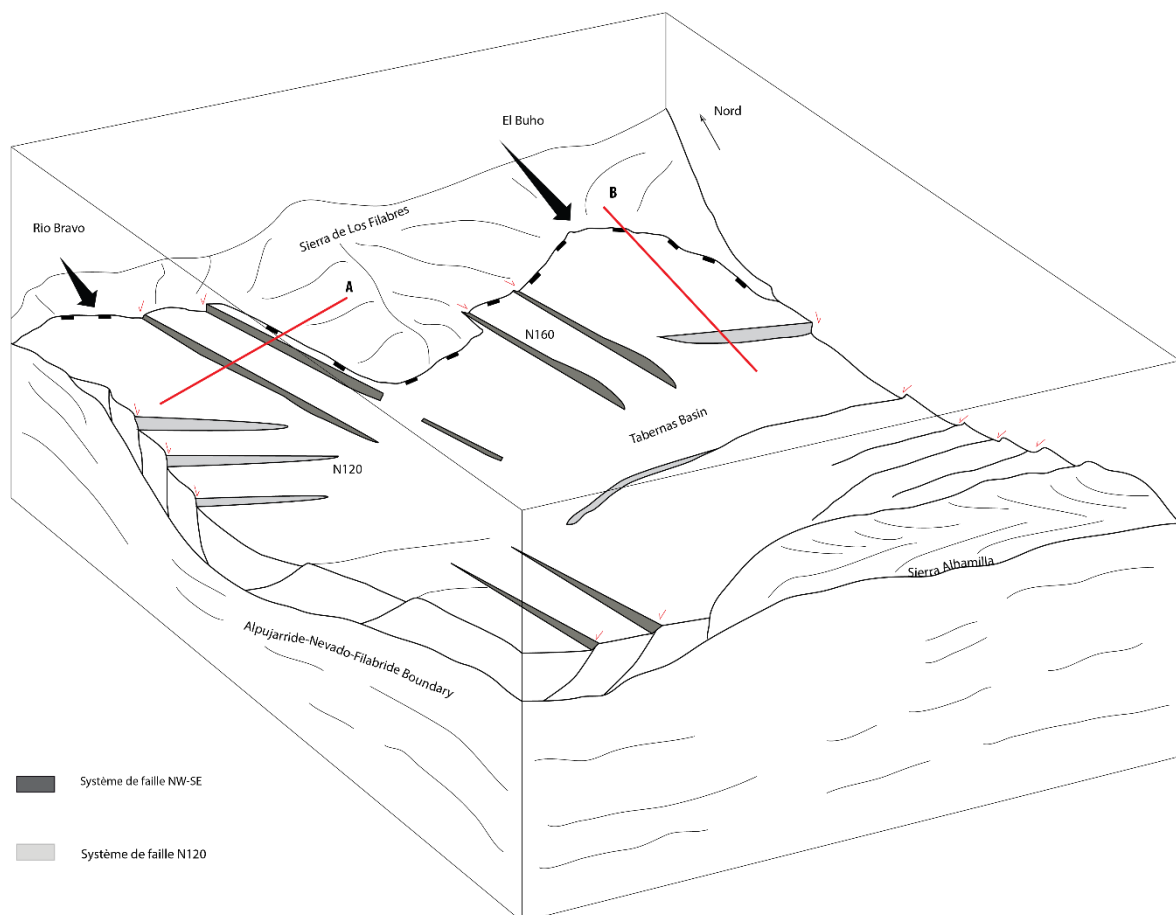 El Buho
Nord
B
Rio Bravo
Sierra de Los Filabres
A
N160
Tabernas Basin
N120
Sierra Alhamilla
Alpujarride-Nevado-Filabride Boundary
Système de faille NW-SE
Système de faille N120